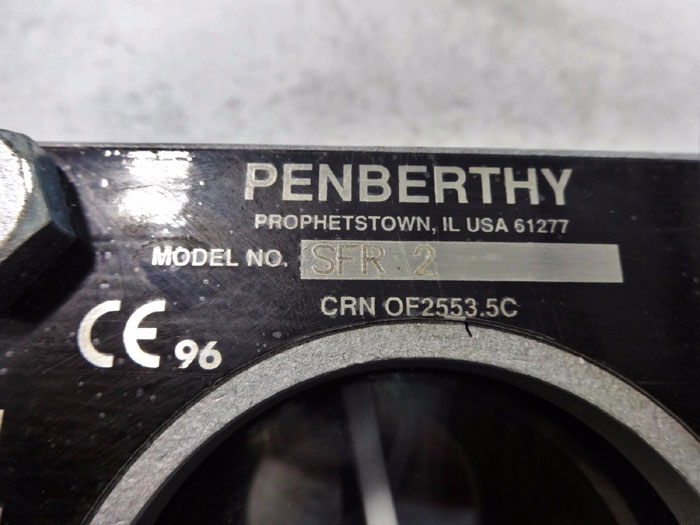 PENBERTHY
PROPHETSTOWN, IL USA 61277
MODEL NO. SFR 2
CRN OF2553.5C
CE 96